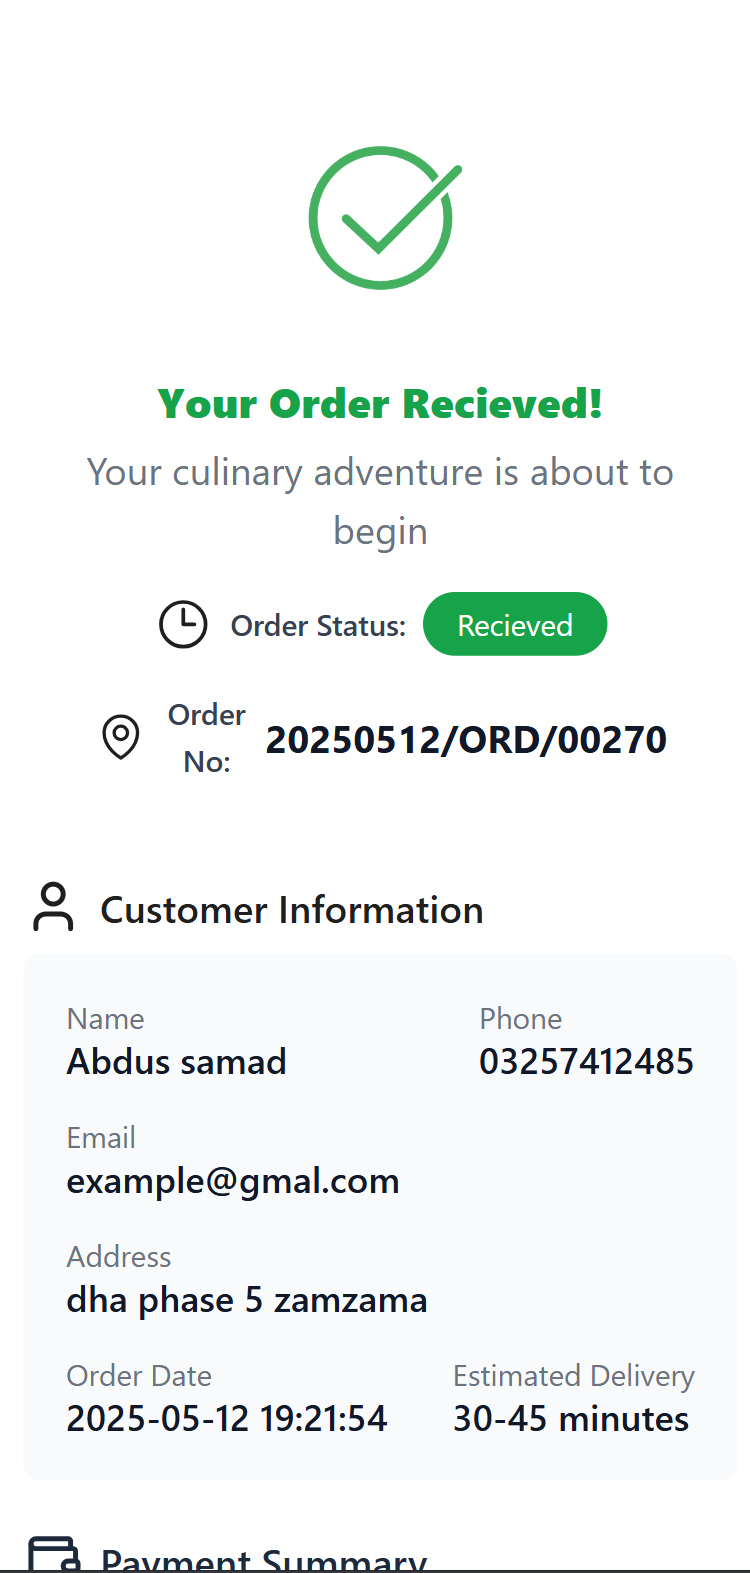 Your Order Recieved!
Your culinary adventure is about to
begin
Order Status: Recieved
Order
No: 20250512/ORD/00270
Customer Information
Name Phone
Abdus samad 03257412485
Email
example@gmal.com
Address
dha phase 5 zamzama
Order Date Estimated Delivery
2025-05-12 19:21:54 30-45 minutes
Payment Summary